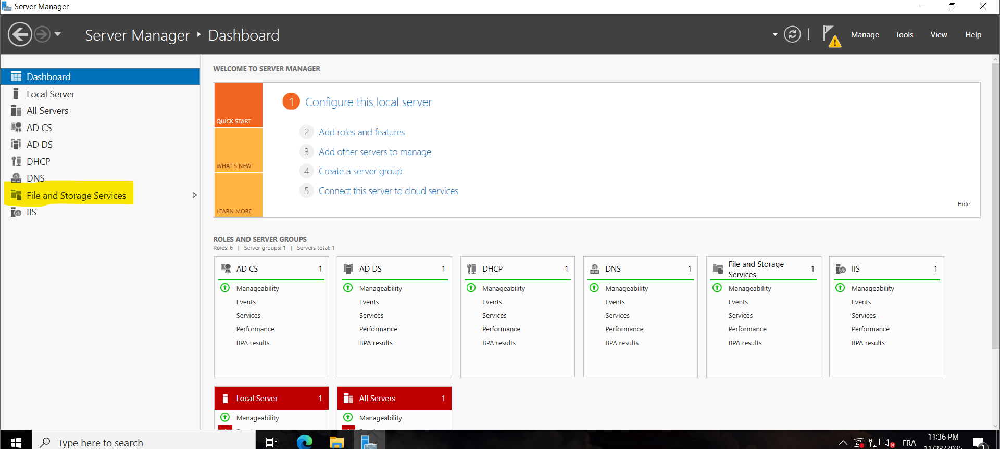 Server Manager
Server Manager ‣ Dashboard
Manage
Tools
View
Help
Dashboard
Local Server
All Servers
AD CS
AD DS
DHCP
DNS
File and Storage Services
IIS
WELCOME TO SERVER MANAGER
QUICK START
WHAT'S NEW
LEARN MORE
1 Configure this local server
2 Add roles and features
3 Add other servers to manage
4 Create a server group
5 Connect this server to cloud services
Hide
ROLES AND SERVER GROUPS
Roles: 6 | Server groups: 1 | Servers total: 1
AD CS 1
Manageability
Events
Services
Performance
BPA results
AD DS 1
Manageability
Events
Services
Performance
BPA results
DHCP 1
Manageability
Events
Services
Performance
BPA results
DNS 1
Manageability
Events
Services
Performance
BPA results
File and Storage
Services 1
Manageability
Events
Services
Performance
BPA results
IIS 1
Manageability
Events
Services
Performance
BPA results
Local Server 1
Manageability
All Servers 1
Manageability
Type here to search
FRA
11:36 PM
11/23/2025